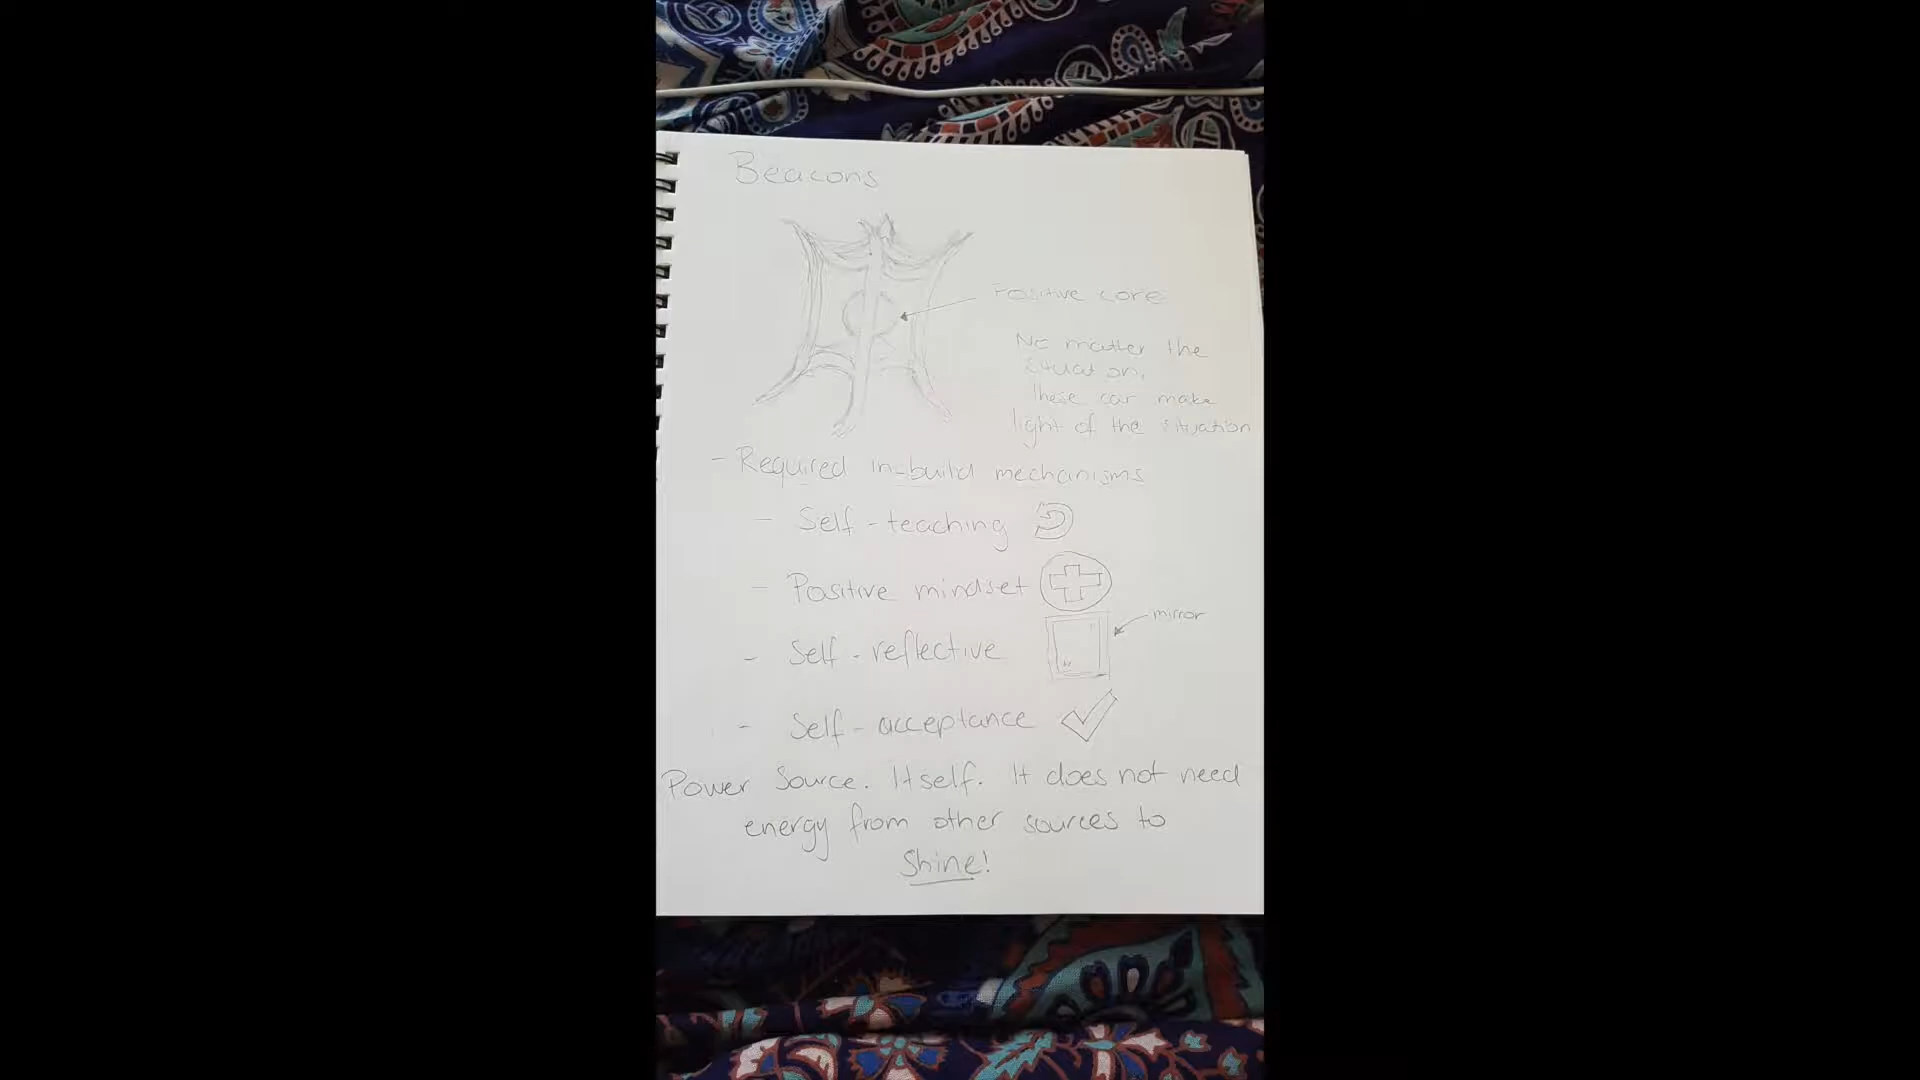 Beacons
Positive core
No matter the
situation,
these can make
light of the situation
- Required in-build mechanisms
- Self-teaching
- Positive mindset
mirror
- Self-reflective
- Self-acceptance
Power Source. Itself. It does not need
energy from other sources to
Shine!